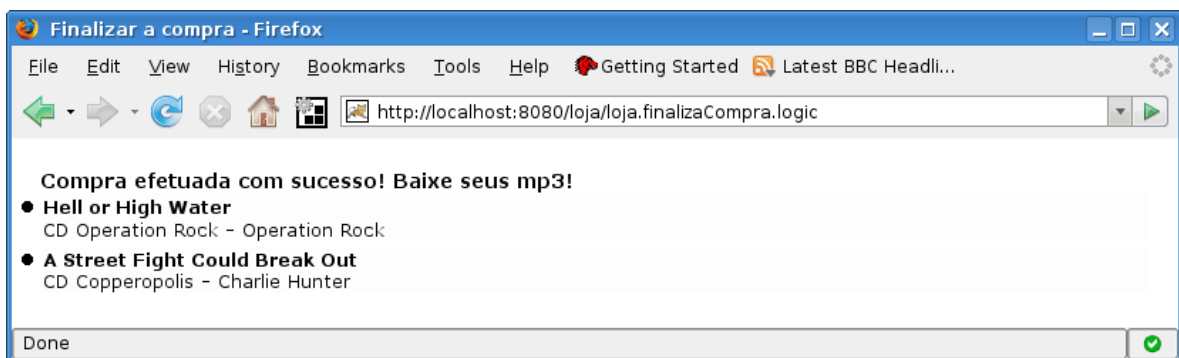 Finalizar a compra - Firefox
File Edit View History Bookmarks Tools Help Getting Started Latest BBC Headli...
http://localhost:8080/loja/loja.finalizaCompra.logic
Compra efetuada com sucesso! Baixe seus mp3!
Hell or High Water
CD Operation Rock - Operation Rock
A Street Fight Could Break Out
CD Copperopolis - Charlie Hunter
Done